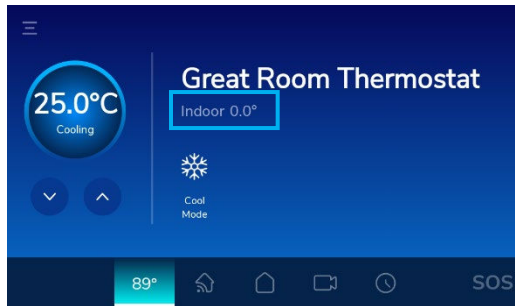 Great Room Thermostat
25.0°C
Cooling
Indoor 0.0°
Cool
Mode
89°
SOS